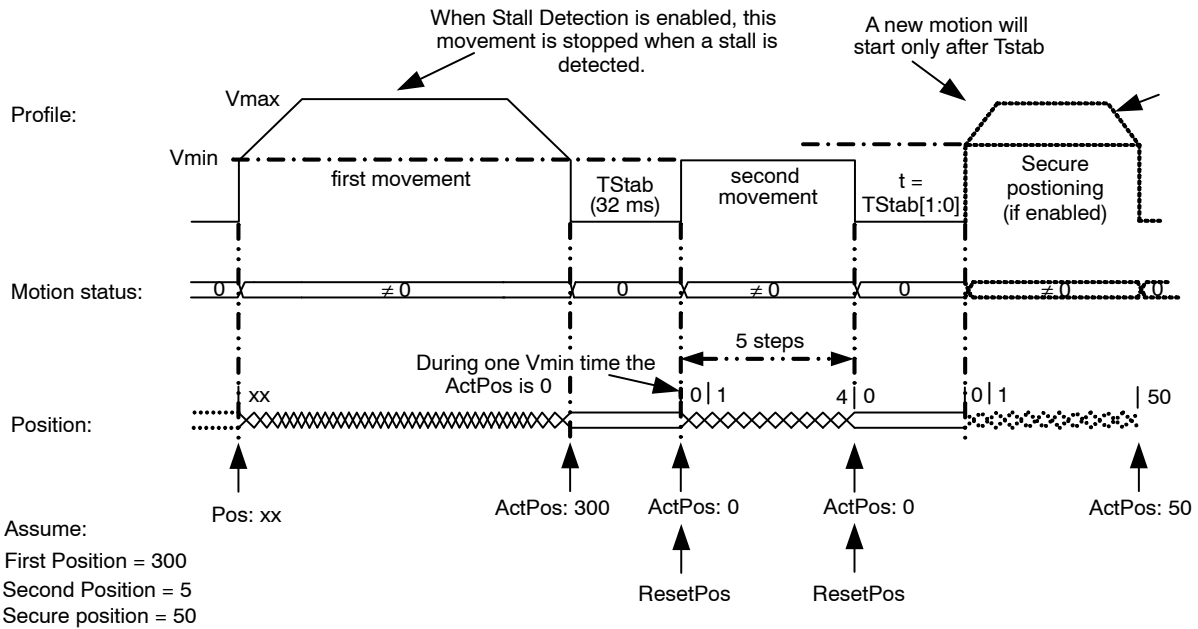 When Stall Detection is enabled, this
movement is stopped when a stall is
detected.
A new motion will
start only after Tstab
Profile:
Vmax
Vmin
first movement
TStab
(32 ms)
second
movement
t =
TStab[1:0]
Secure
postioning
(if enabled)
Motion status:
0
≠ 0
0
≠ 0
0
≠ 0
0
5 steps
During one Vmin time the
ActPos is 0
Position:
xx
0 | 1
4 | 0
0 | 1
| 50
Pos: xx
ActPos: 300
ActPos: 0
ActPos: 0
ActPos: 50
ResetPos
ResetPos
Assume:
First Position = 300
Second Position = 5
Secure position = 50